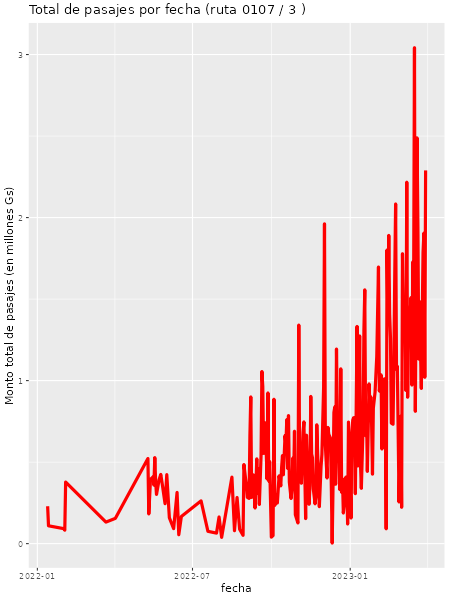 Total de pasajes por fecha (ruta 0107 / 3 )
Monto total de pasajes (en millones Gs)
3
2
1
0
2022-01
2022-07
2023-01
fecha